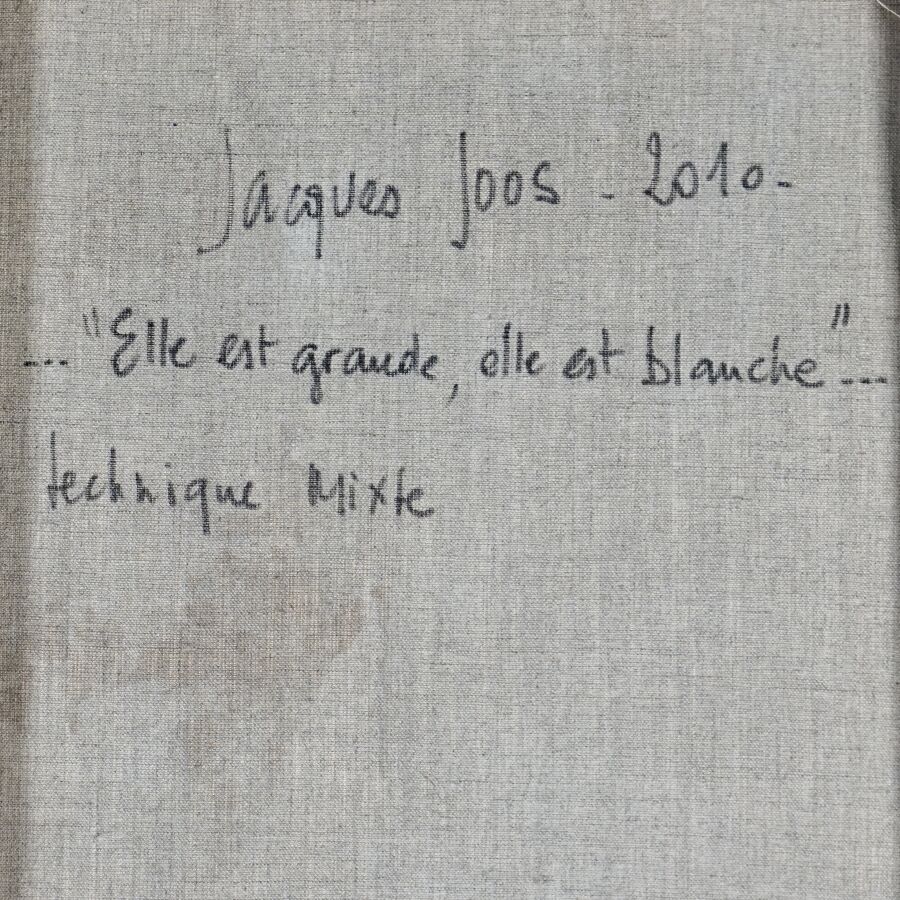 Jacques Joos - 2010-
... "Elle est grande, elle est blanche" ...
technique Mixte